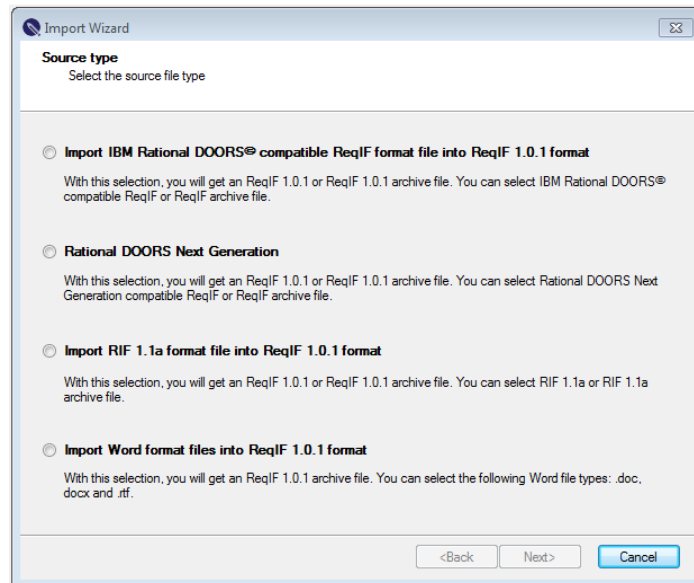 Import Wizard
Source type
Select the source file type
Import IBM Rational DOORS® compatible ReqIF format file into ReqIF 1.0.1 format
With this selection, you will get an ReqIF 1.0.1 or ReqIF 1.0.1 archive file. You can select IBM Rational DOORS®
compatible ReqIF or ReqIF archive file.
Rational DOORS Next Generation
With this selection, you will get an ReqIF 1.0.1 or ReqIF 1.0.1 archive file. You can select Rational DOORS Next
Generation compatible ReqIF or ReqIF archive file.
Import RIF 1.1a format file into ReqIF 1.0.1 format
With this selection, you will get an ReqIF 1.0.1 or ReqIF 1.0.1 archive file. You can select RIF 1.1a or RIF 1.1a
archive file.
Import Word format files into ReqIF 1.0.1 format
With this selection, you will get an ReqIF 1.0.1 archive file. You can select the following Word file types: .doc,
docx and .rtf.
<Back Next> Cancel